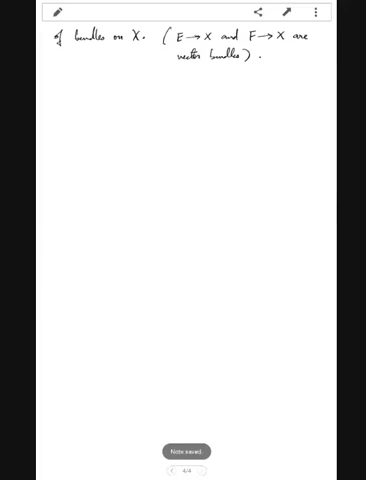 of bundles on X. (E → X and F → X are
vector bundles).
Note saved.
4/4